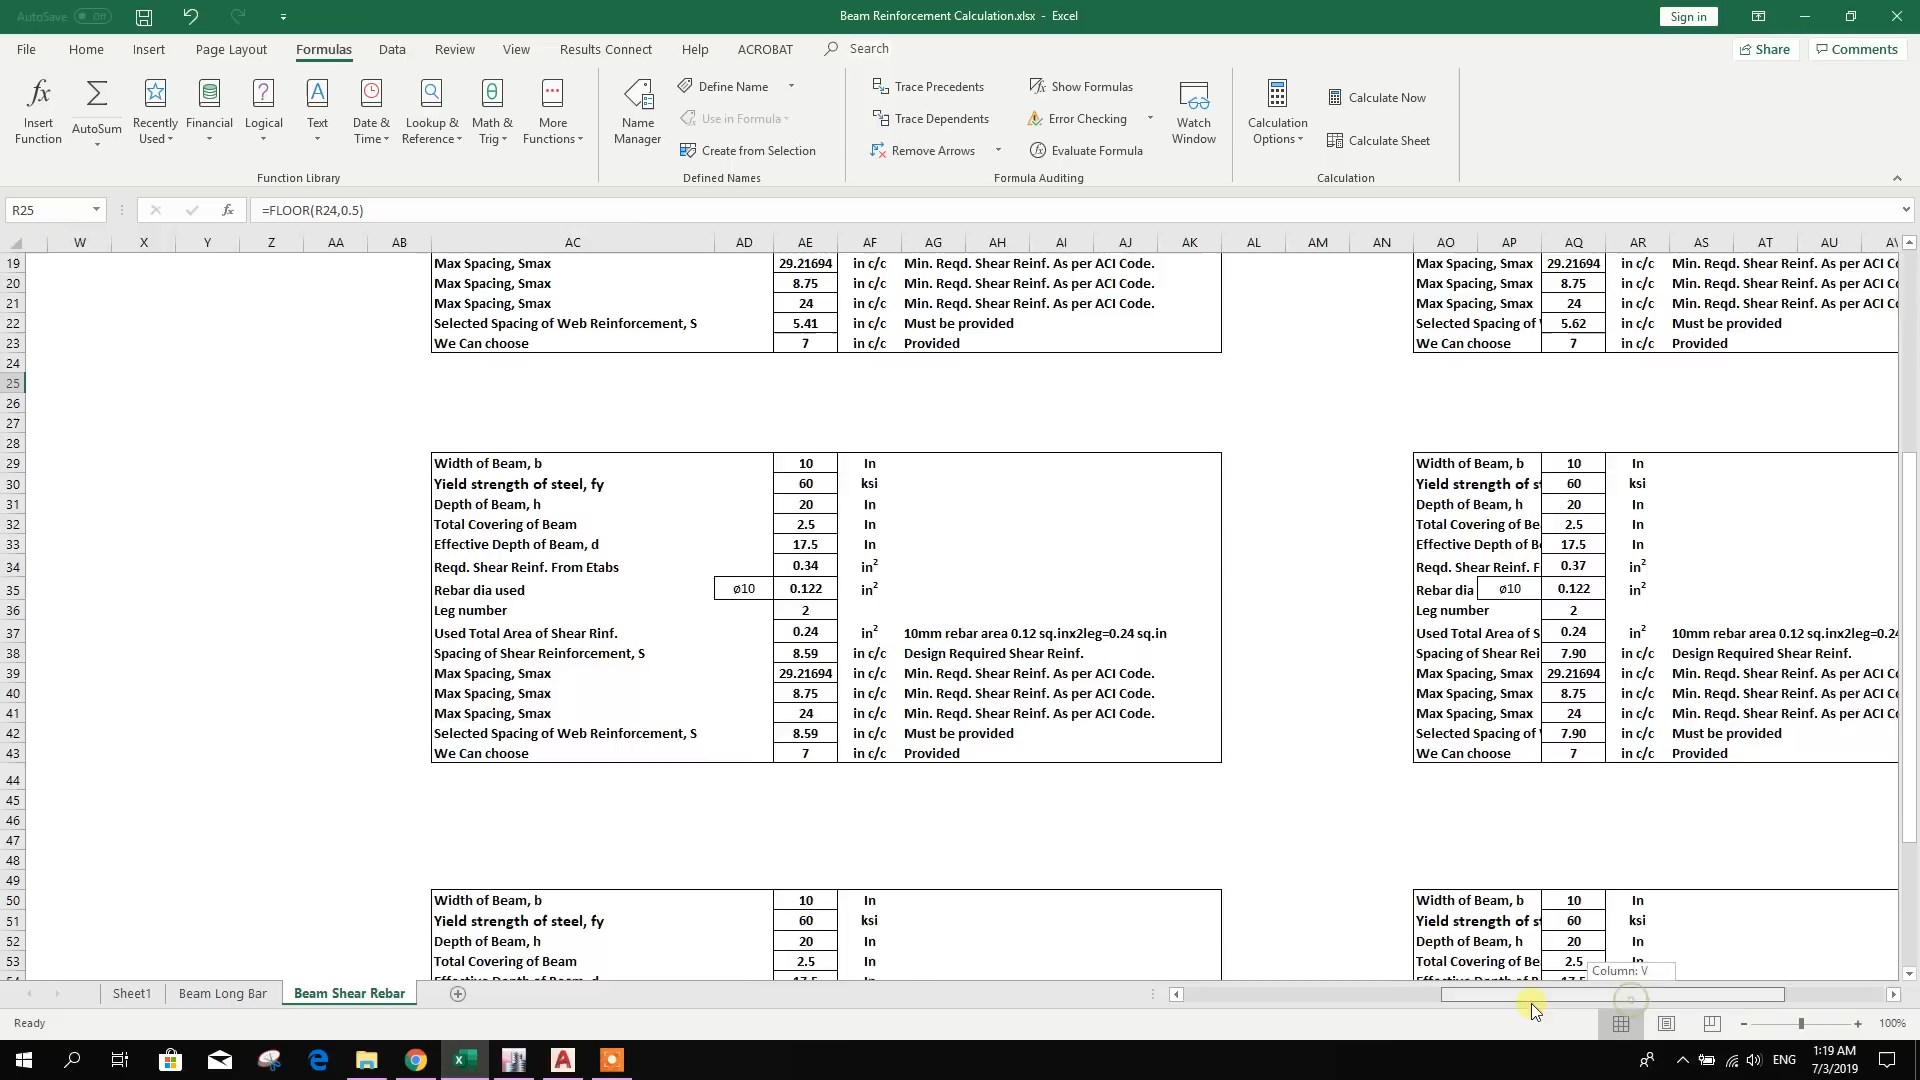 AutoSave Off
Beam Reinforcement Calculation.xlsx - Excel
Sign in
File Home Insert Page Layout Formulas Data Review View Results Connect Help ACROBAT Search Share Comments
Insert Function
AutoSum
Recently Used
Financial
Logical
Text
Date & Time
Lookup & Reference
Math & Trig
More Functions
Function Library
Name Manager
Define Name
Use in Formula
Create from Selection
Defined Names
Trace Precedents
Trace Dependents
Remove Arrows
Show Formulas
Error Checking
Evaluate Formula
Formula Auditing
Watch Window
Calculation Options
Calculate Now
Calculate Sheet
Calculation
R25 fx =FLOOR(R24,0.5)
W X Y Z AA AB AC AD AE AF AG AH AI AJ AK AL AM AN AO AP AQ AR AS AT AU AV
19 Max Spacing, Smax 29.21694 in c/c Min. Reqd. Shear Reinf. As per ACI Code. Max Spacing, Smax 29.21694 in c/c Min. Reqd. Shear Reinf. As per ACI Co
20 Max Spacing, Smax 8.75 in c/c Min. Reqd. Shear Reinf. As per ACI Code. Max Spacing, Smax 8.75 in c/c Min. Reqd. Shear Reinf. As per ACI Co
21 Max Spacing, Smax 24 in c/c Min. Reqd. Shear Reinf. As per ACI Code. Max Spacing, Smax 24 in c/c Min. Reqd. Shear Reinf. As per ACI Co
22 Selected Spacing of Web Reinforcement, S 5.41 in c/c Must be provided Selected Spacing of 5.62 in c/c Must be provided
23 We Can choose 7 in c/c Provided We Can choose 7 in c/c Provided
24
25
26
27
28
29 Width of Beam, b 10 In Width of Beam, b 10 In
30 Yield strength of steel, fy 60 ksi Yield strength of st 60 ksi
31 Depth of Beam, h 20 In Depth of Beam, h 20 In
32 Total Covering of Beam 2.5 In Total Covering of Be 2.5 In
33 Effective Depth of Beam, d 17.5 In Effective Depth of B 17.5 In
34 Reqd. Shear Reinf. From Etabs 0.34 in² Reqd. Shear Reinf. F 0.37 in²
35 Rebar dia used ø10 0.122 in² Rebar dia ø10 0.122 in²
36 Leg number 2 Leg number 2
37 Used Total Area of Shear Rinf. 0.24 in² 10mm rebar area 0.12 sq.inx2leg=0.24 sq.in Used Total Area of S 0.24 in² 10mm rebar area 0.12 sq.inx2leg=0.24
38 Spacing of Shear Reinforcement, S 8.59 in c/c Design Required Shear Reinf. Spacing of Shear Rei 7.90 in c/c Design Required Shear Reinf.
39 Max Spacing, Smax 29.21694 in c/c Min. Reqd. Shear Reinf. As per ACI Code. Max Spacing, Smax 29.21694 in c/c Min. Reqd. Shear Reinf. As per ACI Co
40 Max Spacing, Smax 8.75 in c/c Min. Reqd. Shear Reinf. As per ACI Code. Max Spacing, Smax 8.75 in c/c Min. Reqd. Shear Reinf. As per ACI Co
41 Max Spacing, Smax 24 in c/c Min. Reqd. Shear Reinf. As per ACI Code. Max Spacing, Smax 24 in c/c Min. Reqd. Shear Reinf. As per ACI Co
42 Selected Spacing of Web Reinforcement, S 8.59 in c/c Must be provided Selected Spacing of 7.90 in c/c Must be provided
43 We Can choose 7 in c/c Provided We Can choose 7 in c/c Provided
44
45
46
47
48
49
50 Width of Beam, b 10 In Width of Beam, b 10 In
51 Yield strength of steel, fy 60 ksi Yield strength of st 60 ksi
52 Depth of Beam, h 20 In Depth of Beam, h 20 In
53 Total Covering of Beam 2.5 In Total Covering of Be 2.5 In
Column: V
Sheet1 Beam Long Bar Beam Shear Rebar
Ready 100%
ENG 1:19 AM
7/3/2019